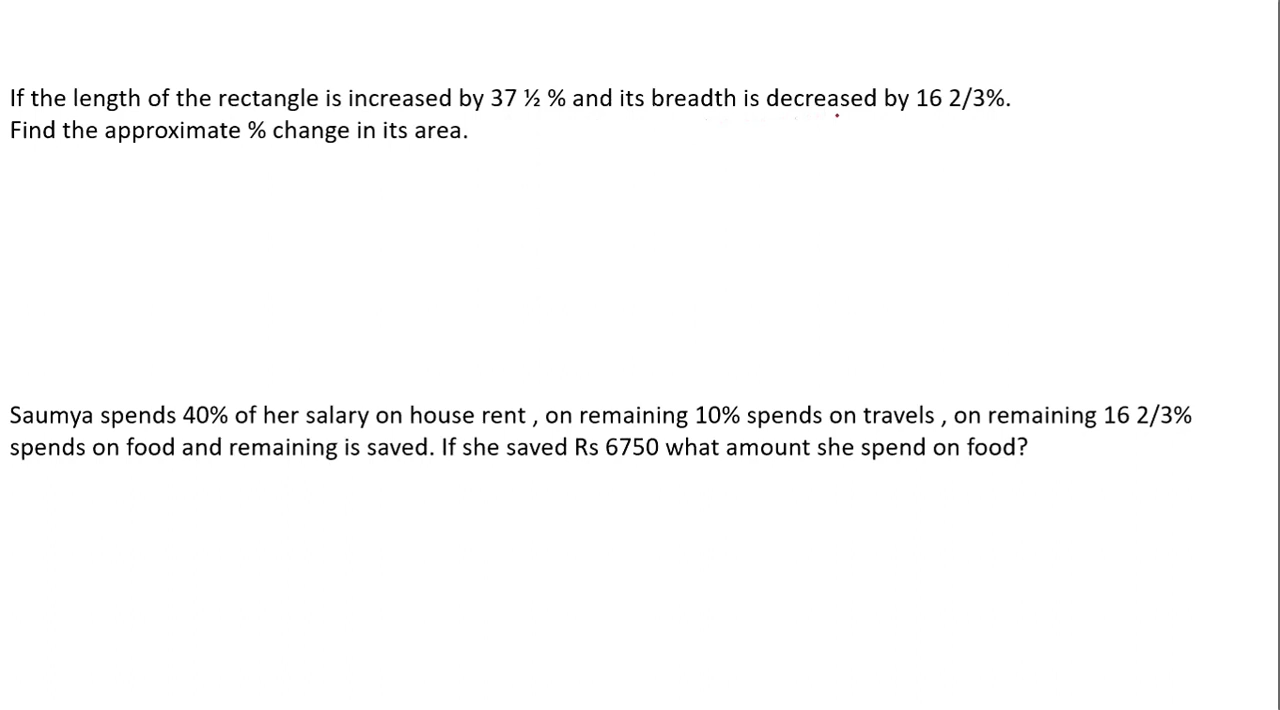 If the length of the rectangle is increased by 37 ½ % and its breadth is decreased by 16 2/3%.
Find the approximate % change in its area.
Saumya spends 40% of her salary on house rent , on remaining 10% spends on travels , on remaining 16 2/3%
spends on food and remaining is saved. If she saved Rs 6750 what amount she spend on food?